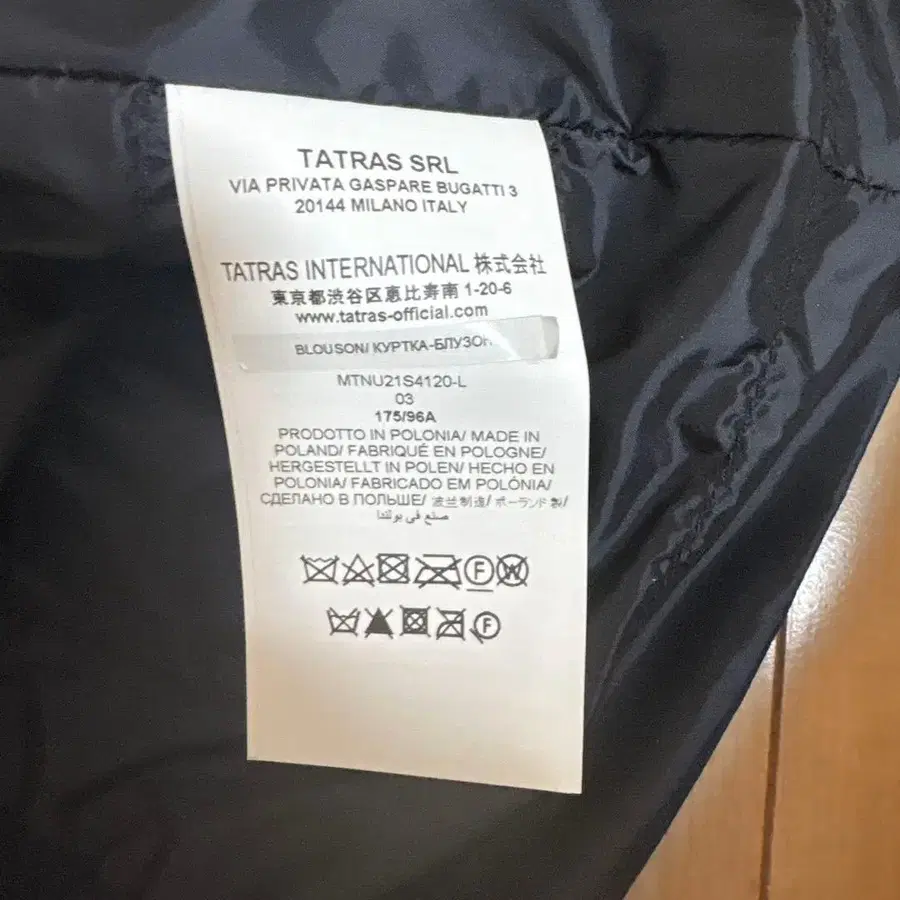 TATRAS SRL
VIA PRIVATA GASPARE BUGATTI 3
20144 MILANO ITALY
TATRAS INTERNATIONAL 株式会社
東京都渋谷区恵比寿南 1-20-6
www.tatras-official.com
BLOUSON/ КУРТКА-БЛУЗОН
MTNU21S4120-L
03
175/96A
PRODOTTO IN POLONIA/ MADE IN
POLAND/ FABRIQUÉ EN POLOGNE/
HERGESTELLT IN POLEN/ HECHO EN
POLONIA/ FABRICADO EM POLÓNIA/
СДЕЛАНО В ПОЛЬШЕ/ 波兰制造/ ポーランド製/
صنع في بولندا
F W
F